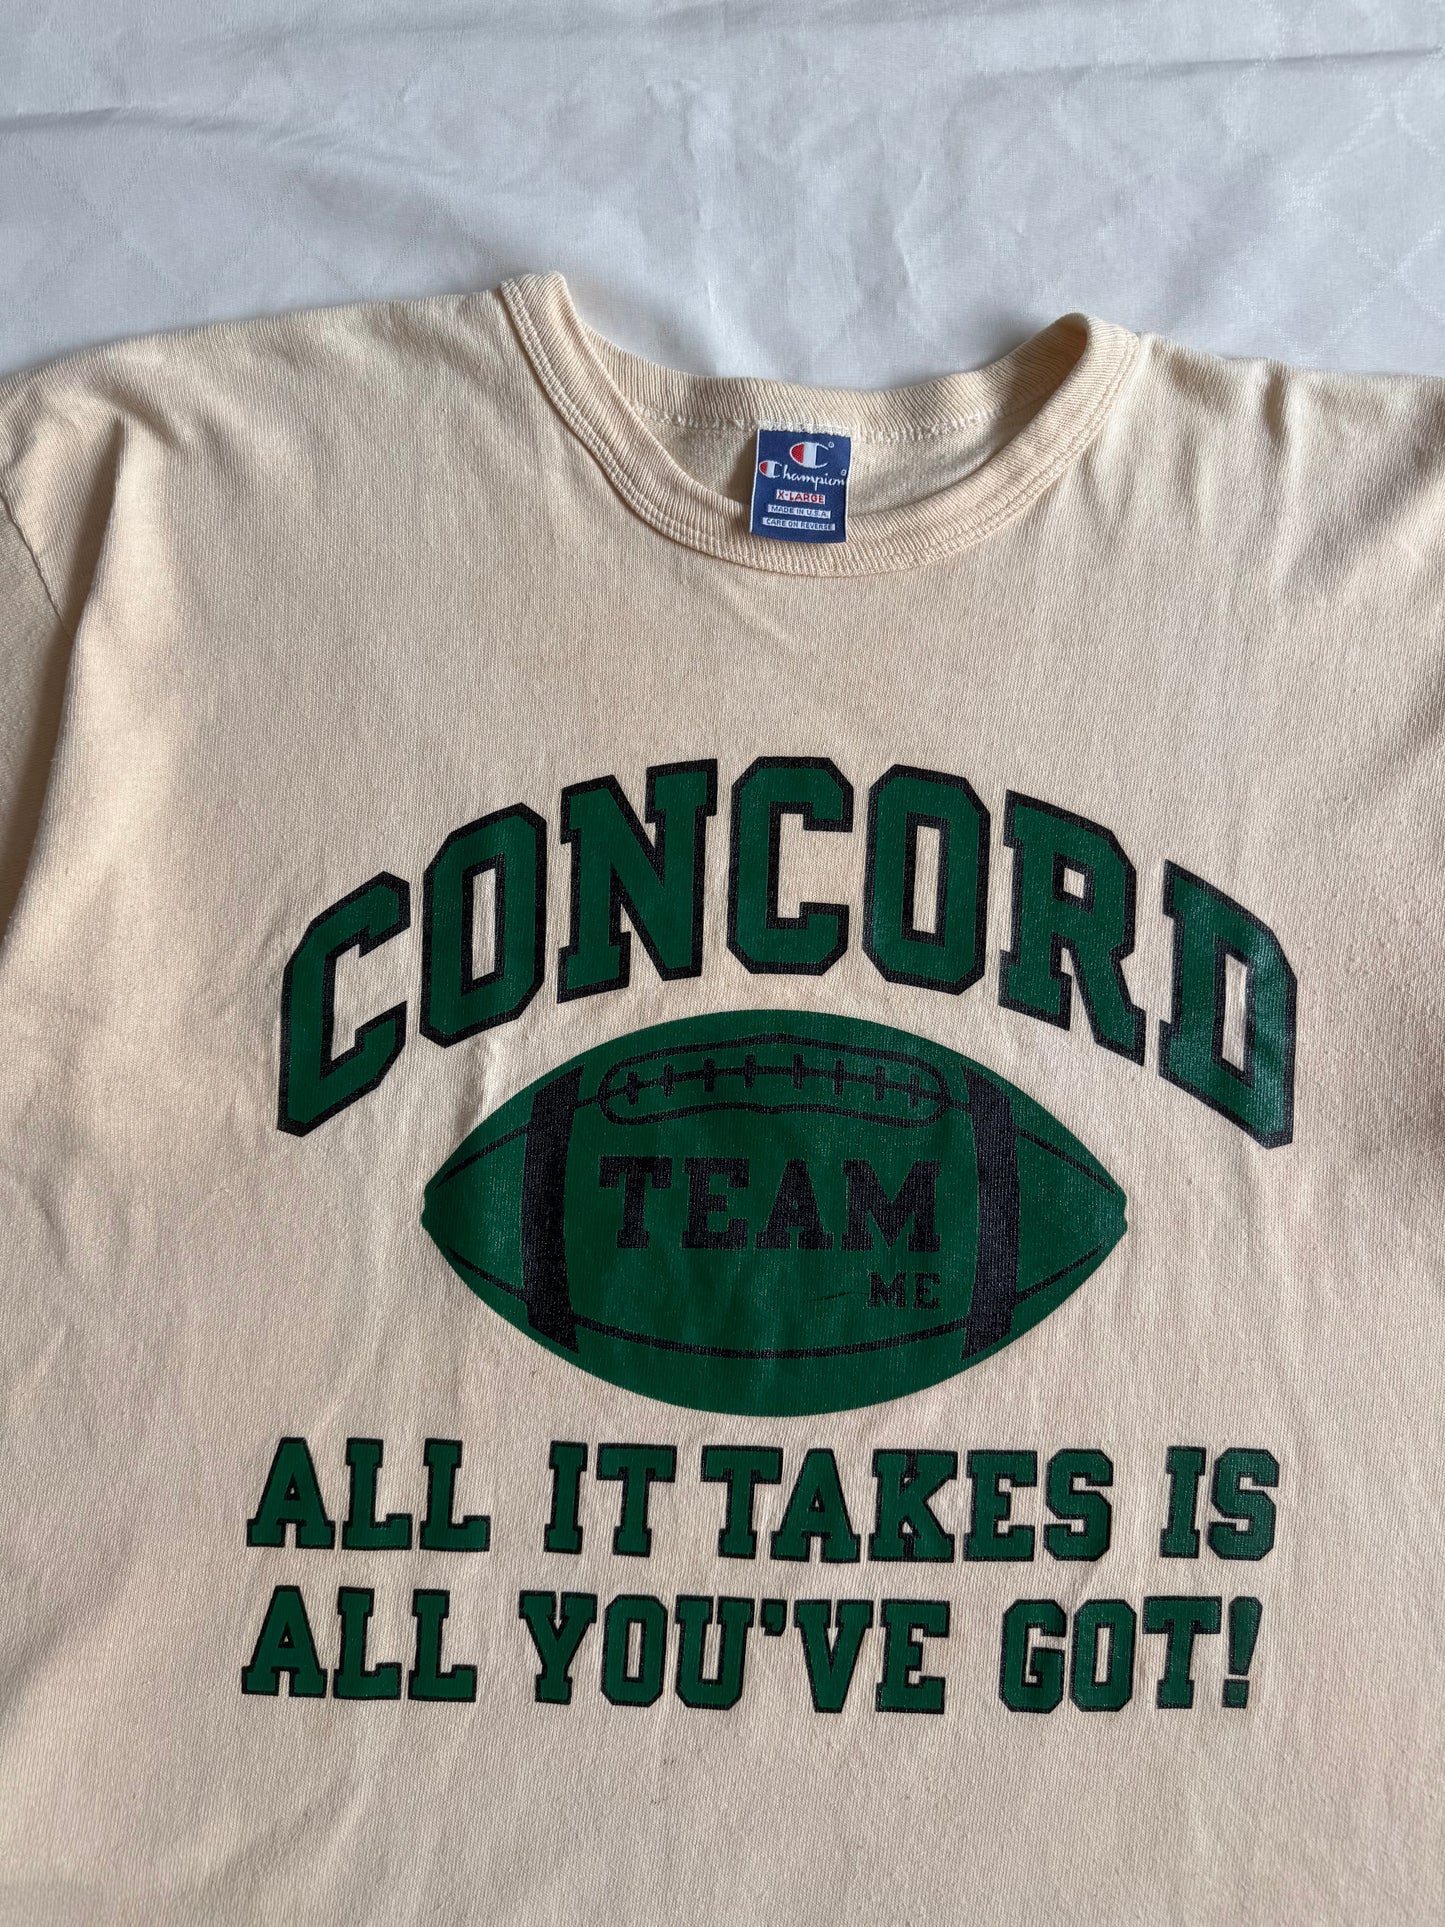 Champion
X-LARGE
MADE IN U.S.A.
CARE ON REVERSE
CONCORD
TEAM
ME
ALL IT TAKES IS
ALL YOU'VE GOT!